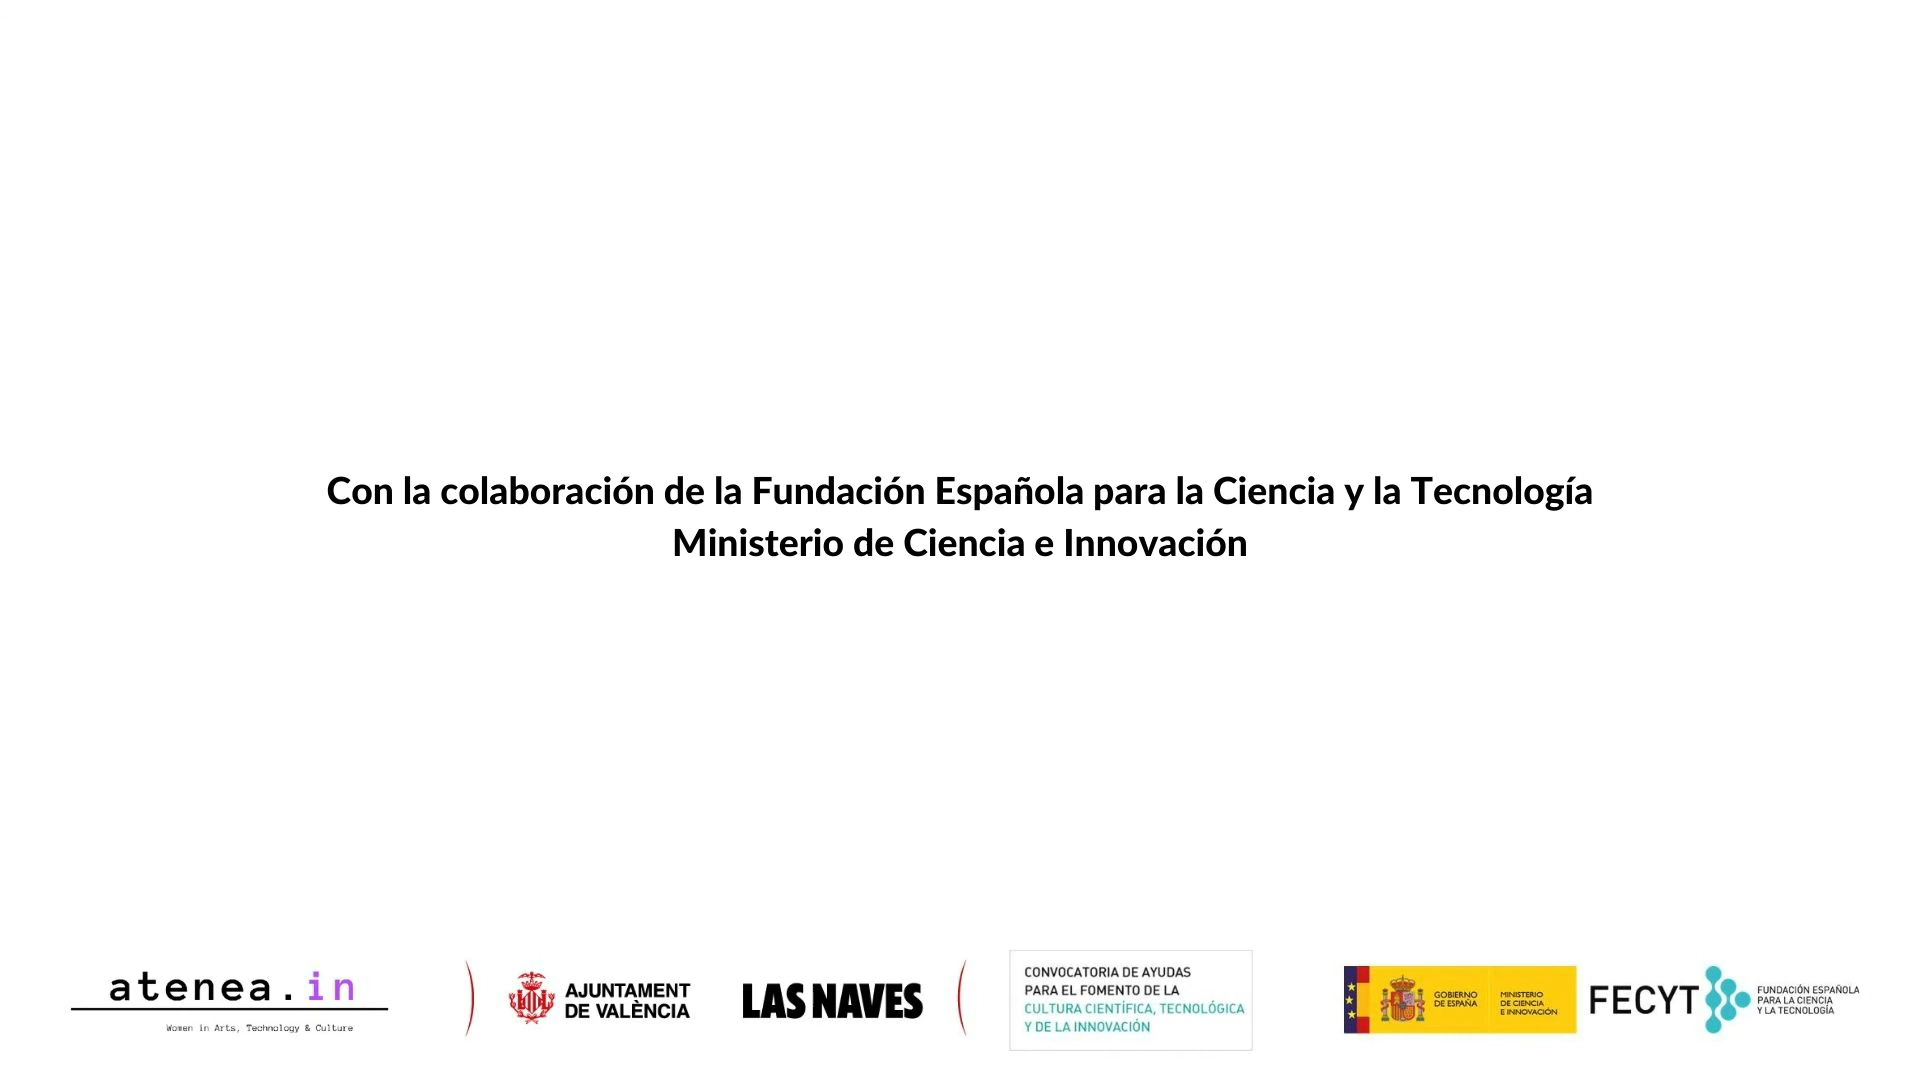 Con la colaboración de la Fundación Española para la Ciencia y la Tecnología
Ministerio de Ciencia e Innovación
atenea.in
Women in Arts, Technology & Culture
AJUNTAMENT
DE VALÈNCIA
LAS NAVES
CONVOCATORIA DE AYUDAS
PARA EL FOMENTO DE LA
CULTURA CIENTÍFICA, TECNOLÓGICA
Y DE LA INNOVACIÓN
GOBIERNO
DE ESPAÑA
MINISTERIO
DE CIENCIA
E INNOVACIÓN
FECYT
FUNDACIÓN ESPAÑOLA
PARA LA CIENCIA
Y LA TECNOLOGÍA